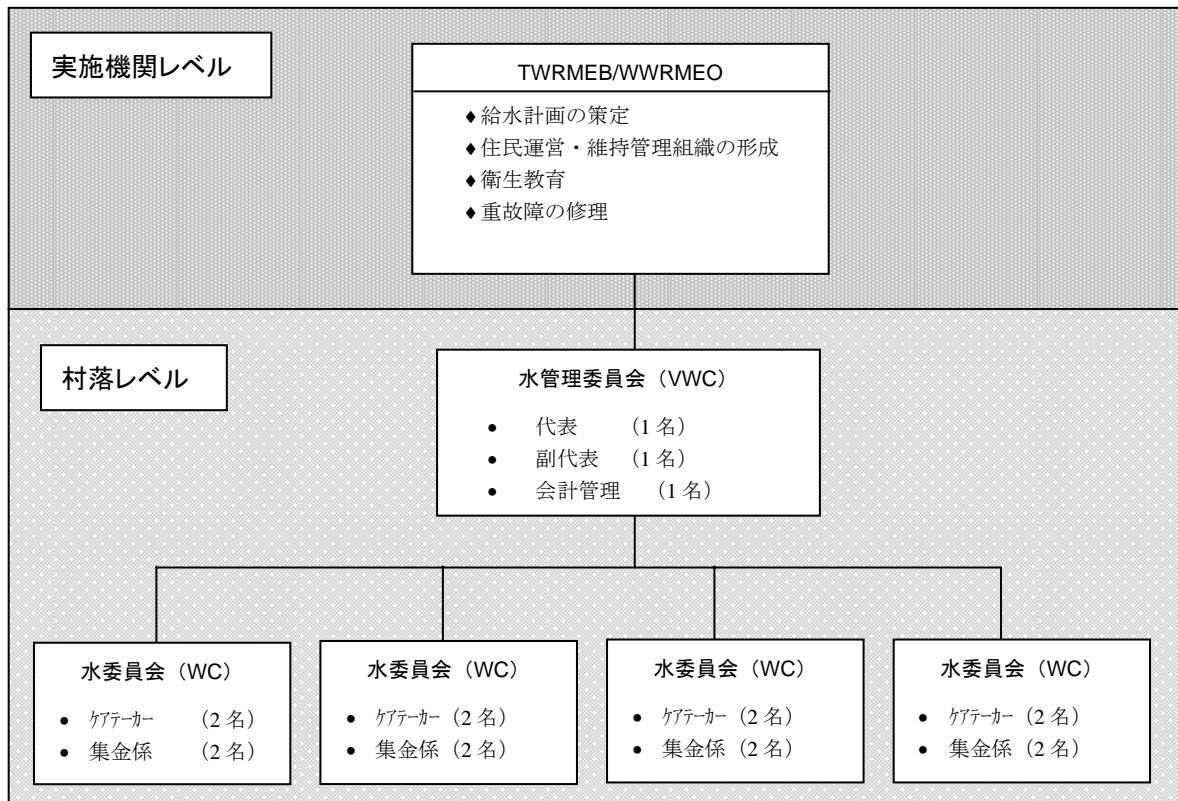 実施機関レベル
TWRMEB/WWRMEO
♦給水計画の策定
♦住民運営・維持管理組織の形成
♦衛生教育
♦重故障の修理
村落レベル
水管理委員会（VWC）
• 代表 （1 名）
• 副代表 （1 名）
• 会計管理 （1 名）
水委員会（WC）
• ｹｱﾃｰｶｰ （2 名）
• 集金係 （2 名）
水委員会（WC）
• ｹｱﾃｰｶｰ（2 名）
• 集金係（2 名）
水委員会（WC）
• ｹｱﾃｰｶｰ（2 名）
• 集金係（2 名）
水委員会（WC）
• ｹｱﾃｰｶｰ（2 名）
• 集金係（2 名）